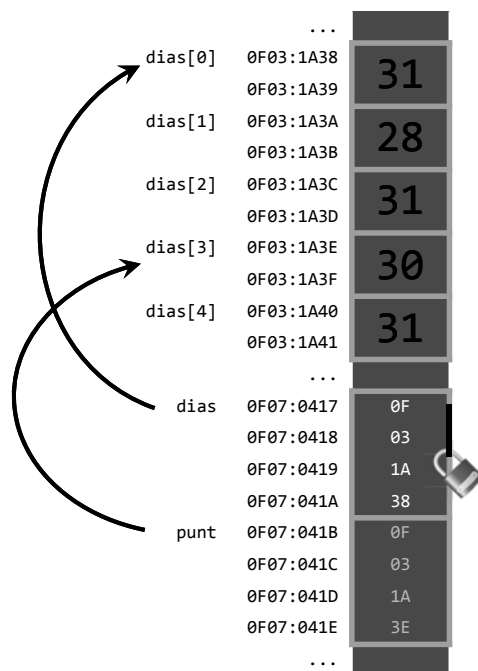 ...
dias[0] 0F03:1A38
31
0F03:1A39
dias[1] 0F03:1A3A
28
0F03:1A3B
dias[2] 0F03:1A3C
31
0F03:1A3D
dias[3] 0F03:1A3E
30
0F03:1A3F
dias[4] 0F03:1A40
31
0F03:1A41
...
dias 0F07:0417 0F
0F07:0418 03
0F07:0419 1A
0F07:041A 38
punt 0F07:041B 0F
0F07:041C 03
0F07:041D 1A
0F07:041E 3E
...